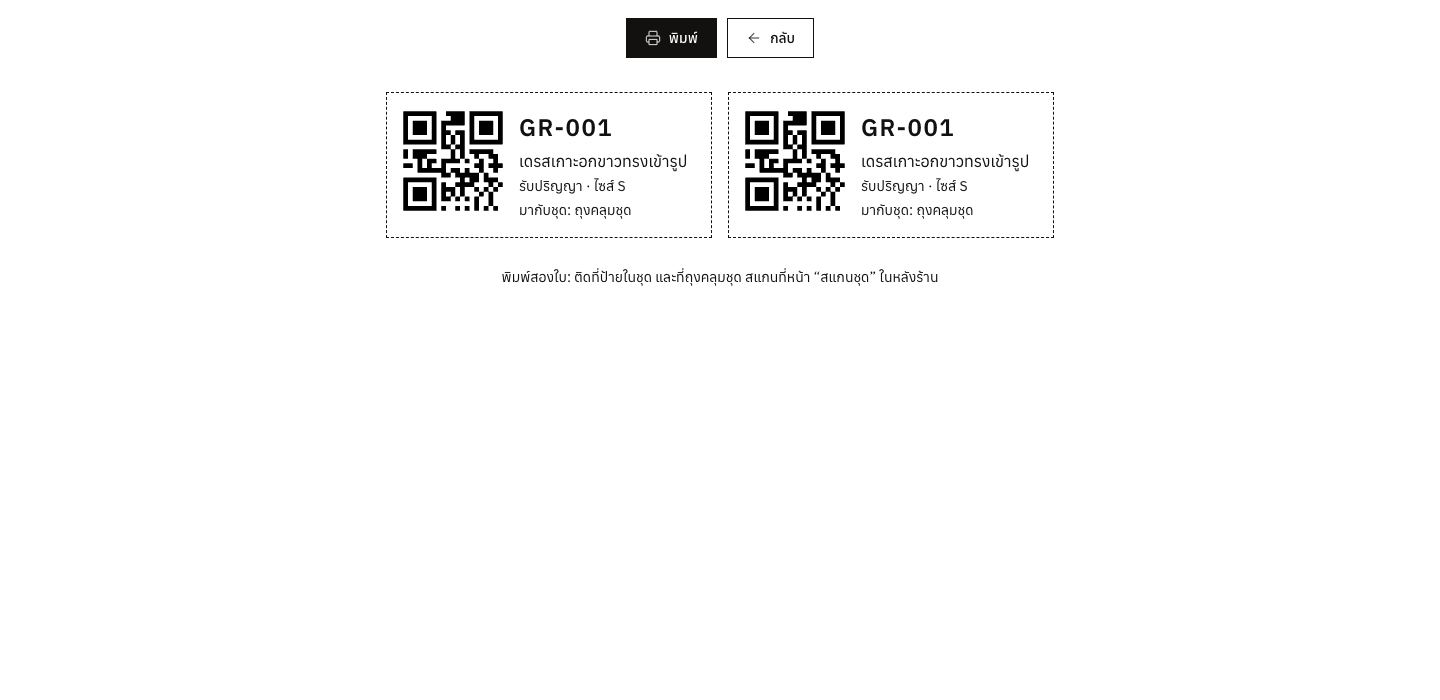 พิมพ์
กลับ
GR-001
เดรสเกาะอกขาวทรงเข้ารูป
รับปริญญา · ไซส์ S
มากับชุด: ถุงคลุมชุด
GR-001
เดรสเกาะอกขาวทรงเข้ารูป
รับปริญญา · ไซส์ S
มากับชุด: ถุงคลุมชุด
พิมพ์สองใบ: ติดที่ป้ายในชุด และที่ถุงคลุมชุด สแกนที่หน้า “สแกนชุด” ในหลังร้าน